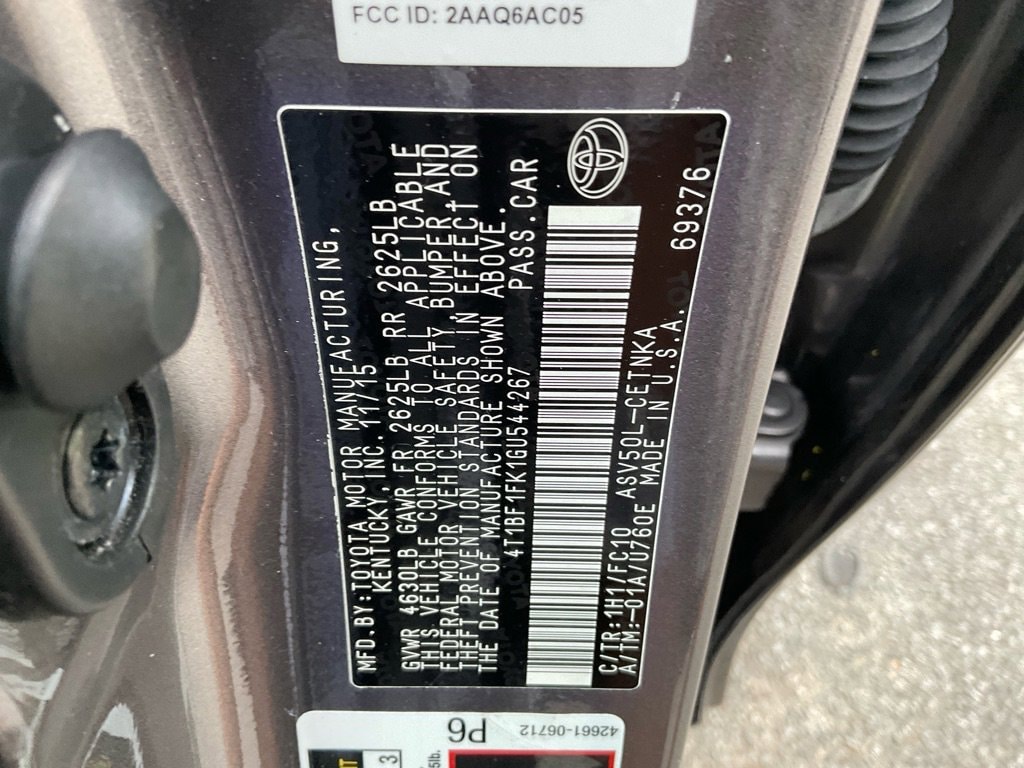 FCC ID: 2AAQ6AC05
MFD.BY:TOYOTA MOTOR MANUFACTURING,
KENTUCKY,INC.11/15
GVWR 4630LB GAWR FR 2625LB RR 2625LB
THIS VEHICLE CONFORMS TO ALL APPLICABLE
FEDERAL MOTOR VEHICLE SAFETY,BUMPER,AND
THEFT PREVENTION STANDARDS IN EFFECT ON
THE DATE OF MANUFACTURE SHOWN ABOVE.
4T1BF1FK1GU544267 PASS.CAR
C/TR:1H1/FC10 ASV50L-CETNKA
A/TM:-01A/U760E MADE IN U.S.A. 69376
42661-06712
P6
5lb.
3